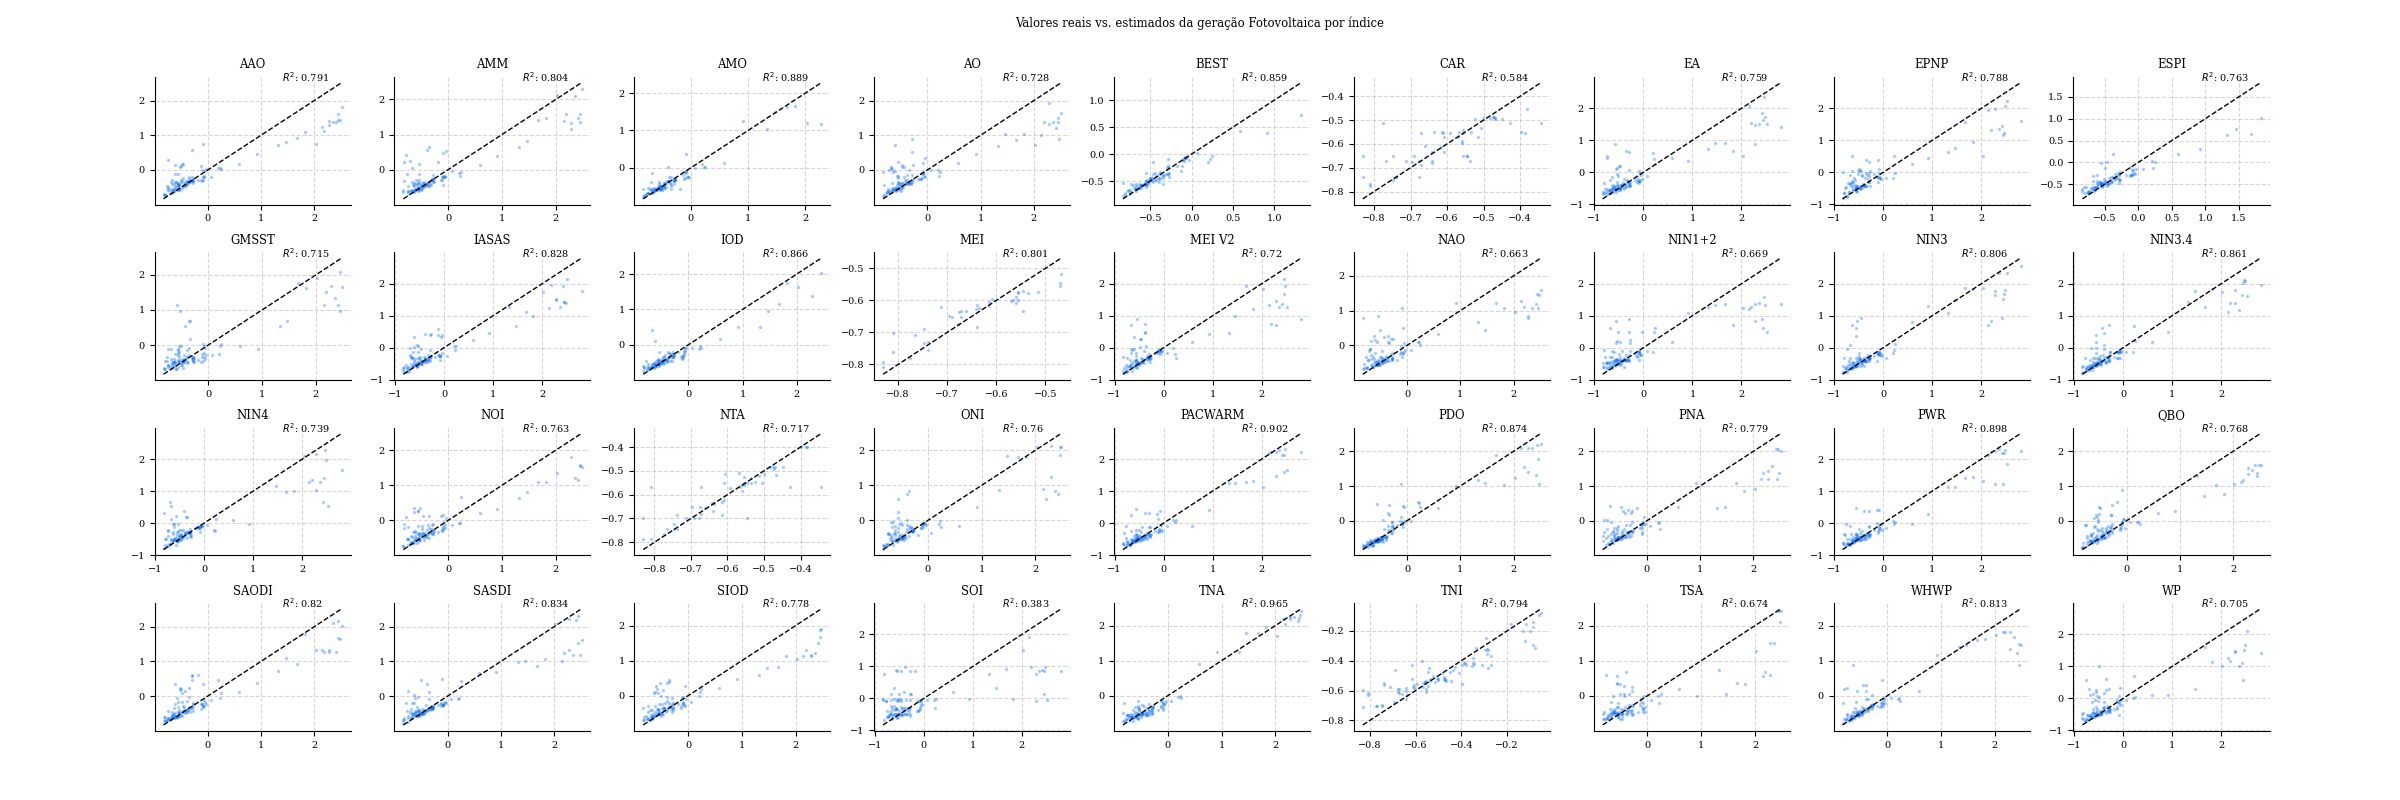 Valores reais vs. estimados da geração Fotovoltaica por índice
AAO AMM AMO AO BEST CAR EA EPNP ESPI
R²: 0.791 R²: 0.804 R²: 0.889 R²: 0.728 R²: 0.859 R²: 0.584 R²: 0.759 R²: 0.788 R²: 0.763
GMSST IASAS IOD MEI MEI V2 NAO NIN1+2 NIN3 NIN3.4
R²: 0.715 R²: 0.828 R²: 0.866 R²: 0.801 R²: 0.72 R²: 0.663 R²: 0.669 R²: 0.806 R²: 0.861
NIN4 NOI NTA ONI PACWARM PDO PNA PWR QBO
R²: 0.739 R²: 0.763 R²: 0.717 R²: 0.76 R²: 0.902 R²: 0.874 R²: 0.779 R²: 0.898 R²: 0.768
SAODI SASDI SIOD SOI TNA TNI TSA WHWP WP
R²: 0.82 R²: 0.834 R²: 0.778 R²: 0.383 R²: 0.965 R²: 0.794 R²: 0.674 R²: 0.813 R²: 0.705